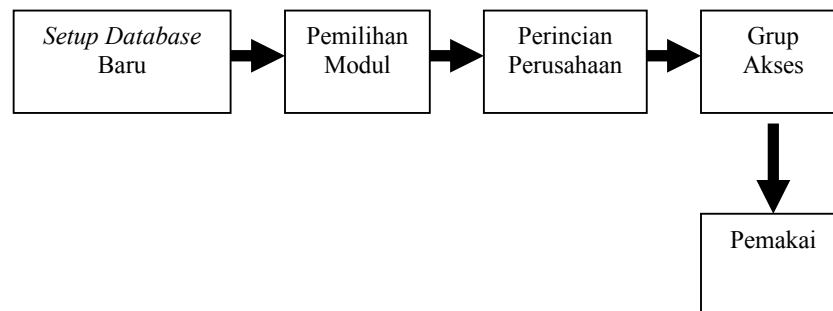 Setup Database
Baru
Pemilihan
Modul
Perincian
Perusahaan
Grup
Akses
Pemakai